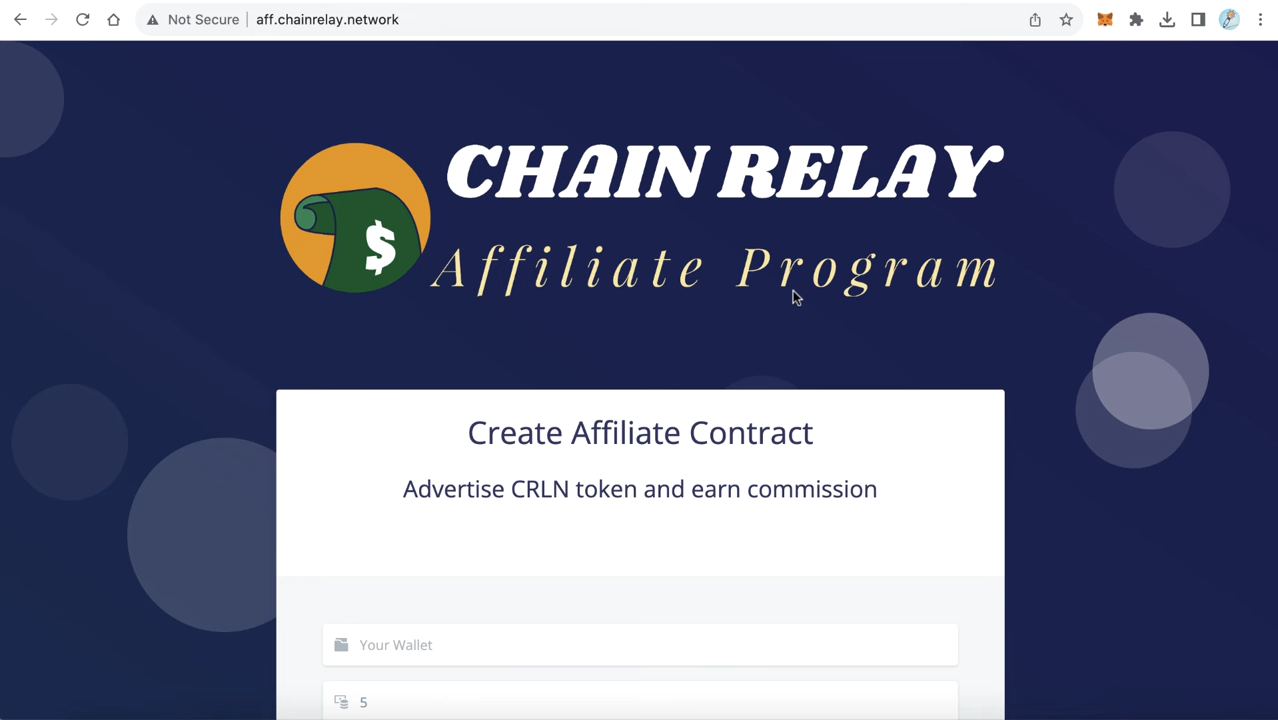 Not Secure aff.chainrelay.network
CHAIN RELAY
Affiliate Program
$
Create Affiliate Contract
Advertise CRLN token and earn commission
Your Wallet
5